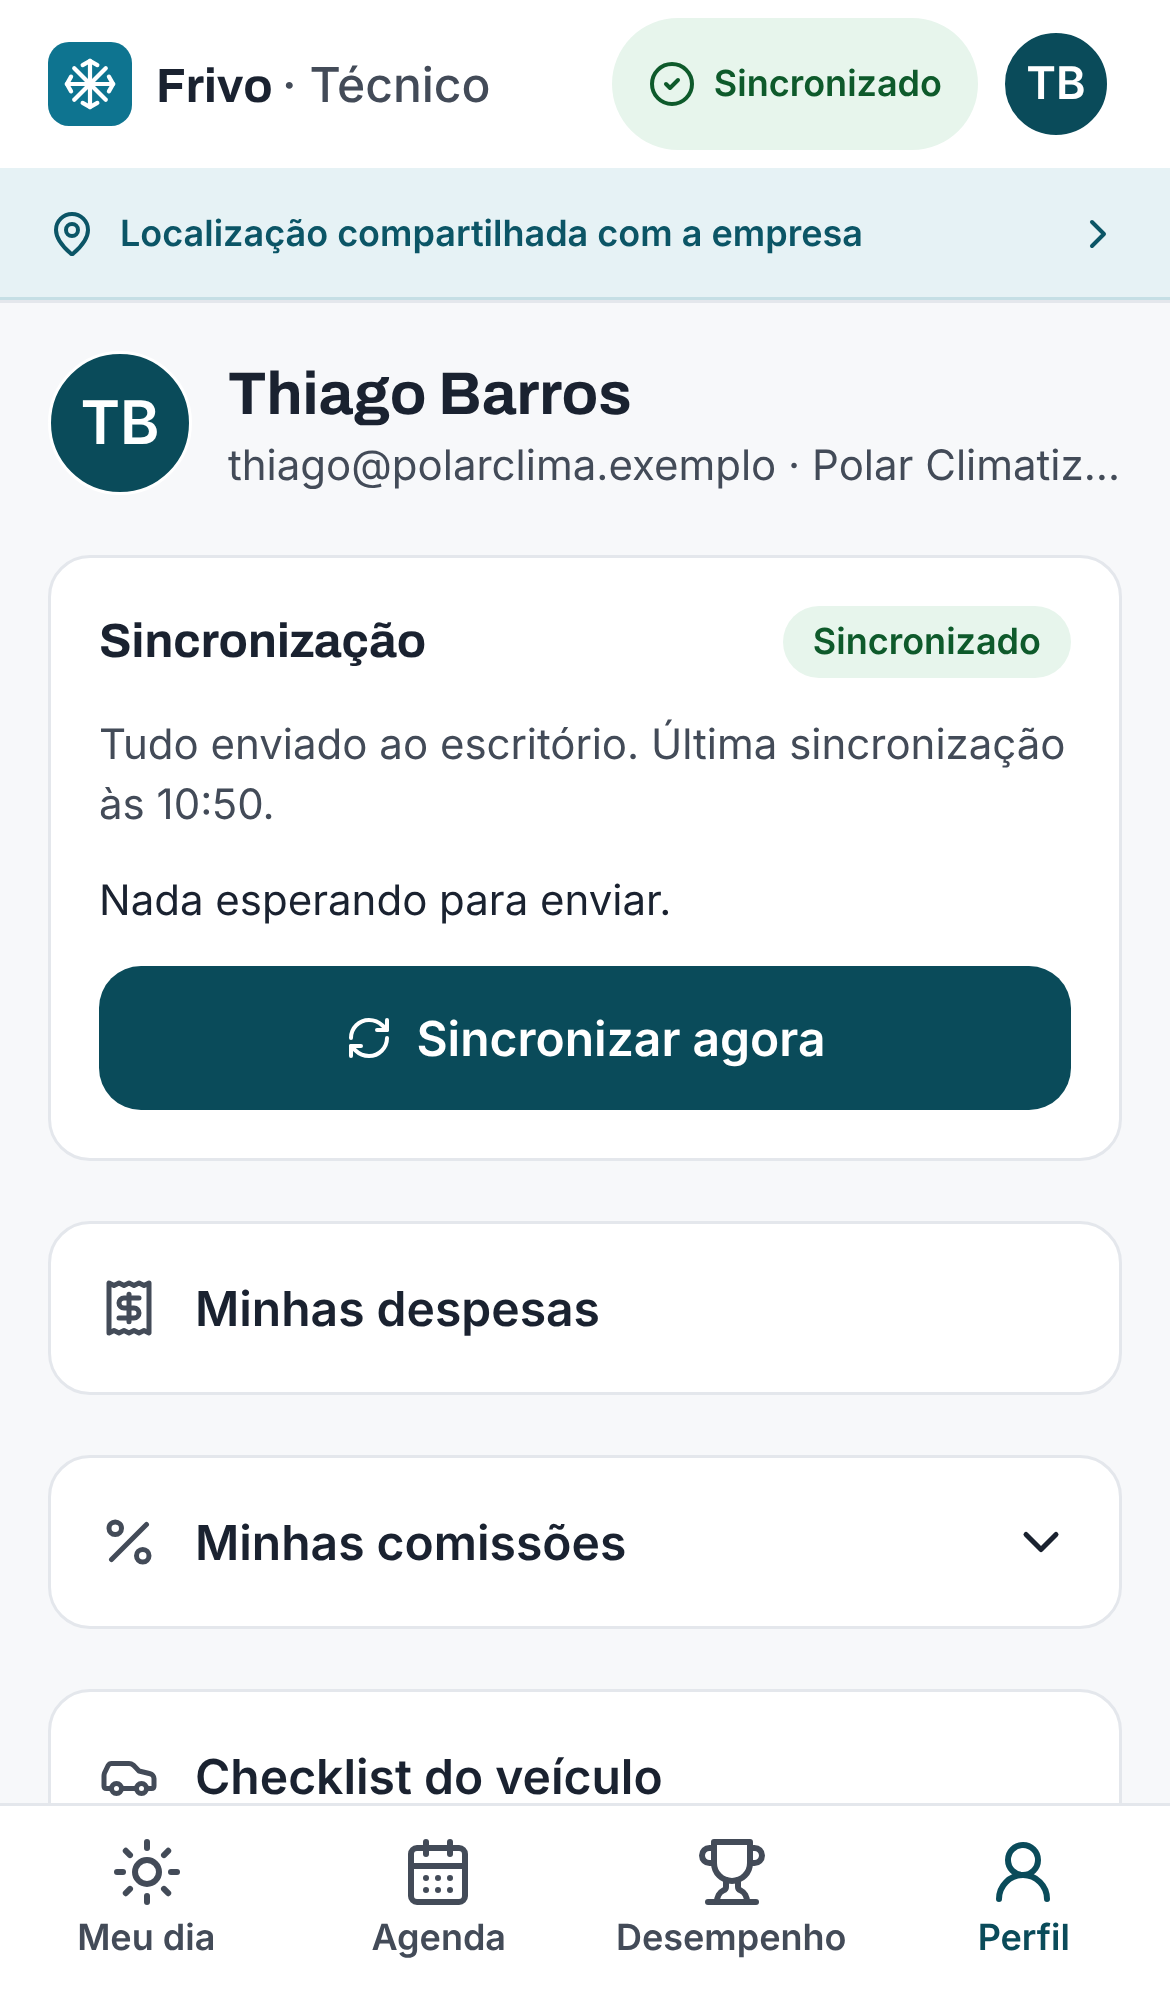 Frivo · Técnico
Sincronizado
TB
Localização compartilhada com a empresa
TB
Thiago Barros
thiago@polarclima.exemplo · Polar Climatiz...
Sincronização
Sincronizado
Tudo enviado ao escritório. Última sincronização
às 10:50.
Nada esperando para enviar.
Sincronizar agora
Minhas despesas
Minhas comissões
Checklist do veículo
Meu dia
Agenda
Desempenho
Perfil